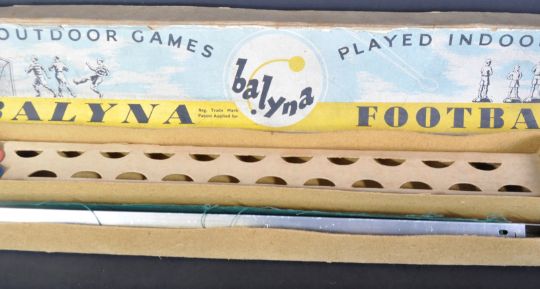 OUTDOOR GAMES
balyna
PLAYED INDOO
BALYNA
Reg. Trade Mark
Patent Applied for
FOOTBA